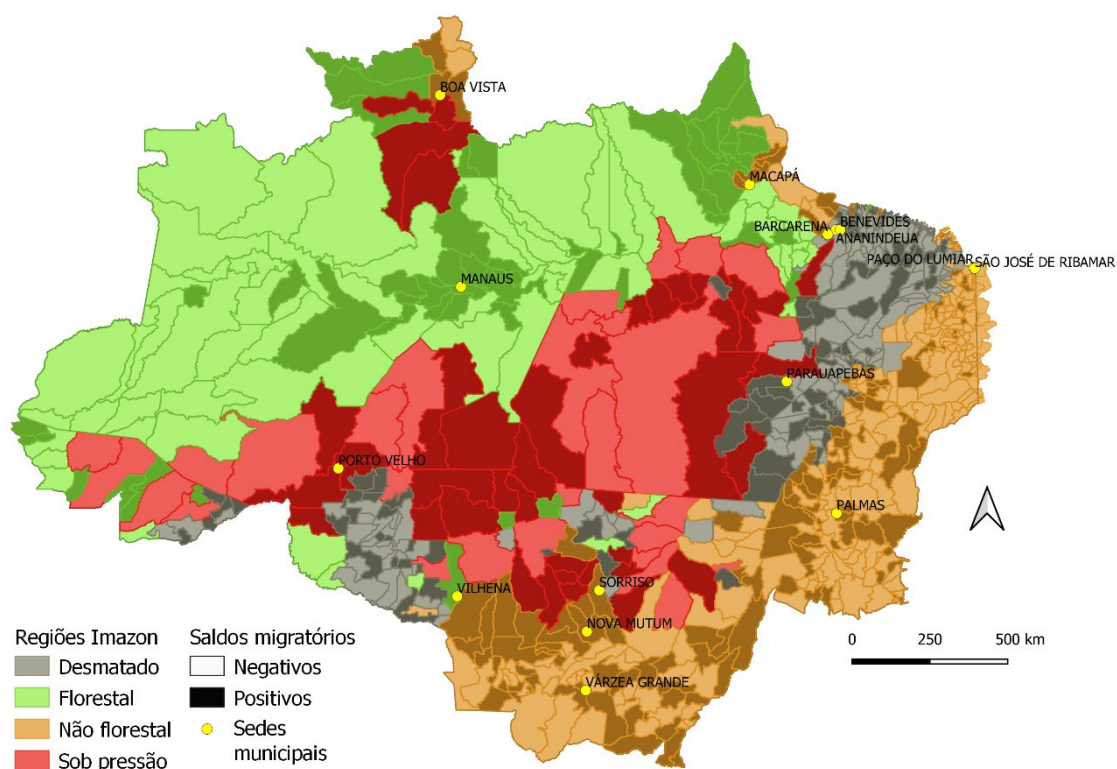 BOA VISTA
MACAPÁ
BENEVIDES
BARCARENA
ANANINDEUA
PAÇO DO LUMIAR
SÃO JOSÉ DE RIBAMAR
MANAUS
PARAUAPEBAS
PORTO VELHO
PALMAS
VILHENA
SORRISO
NOVA MUTUM
VÁRZEA GRANDE
Regiões Imazon
Desmatado
Florestal
Não florestal
Sob pressão
Saldos migratórios
Negativos
Positivos
Sedes
municipais
0 250 500 km